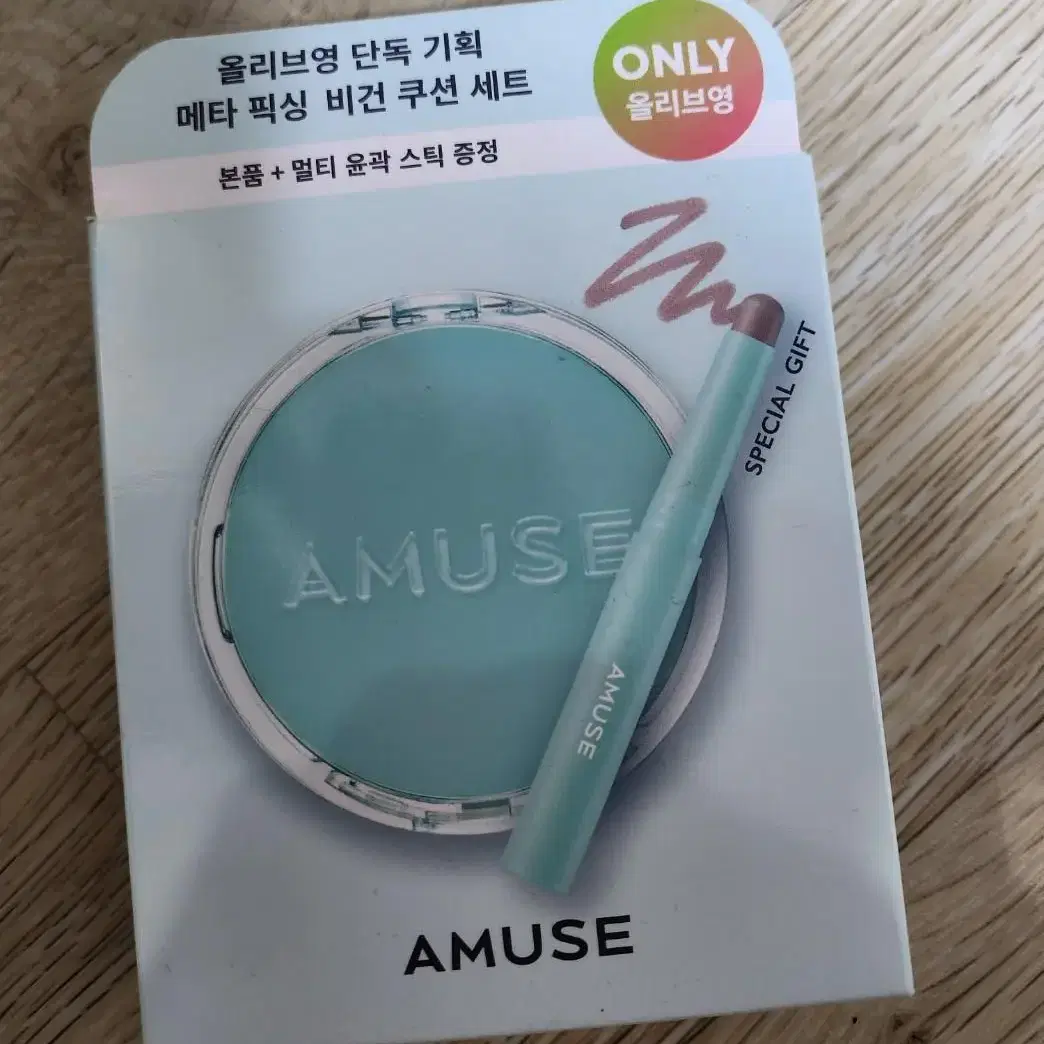 올리브영 단독 기획
메타 픽싱 비건 쿠션 세트
본품 + 멀티 윤곽 스틱 증정
ONLY
올리브영
SPECIAL GIFT
AMUSE
AMUSE
AMUSE